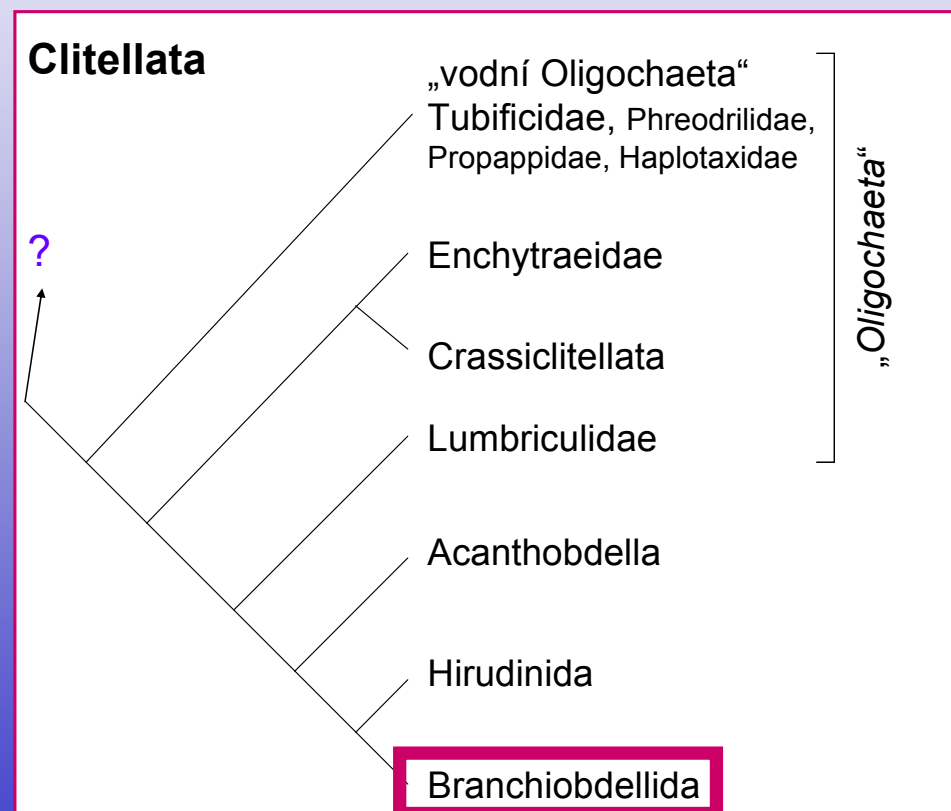 Clitellata
„vodní Oligochaeta“
Tubificidae, Phreodrilidae,
Propappidae, Haplotaxidae
„Oligochaeta“
?
Enchytraeidae
Crassiclitellata
Lumbriculidae
Acanthobdella
Hirudinida
Branchiobdellida